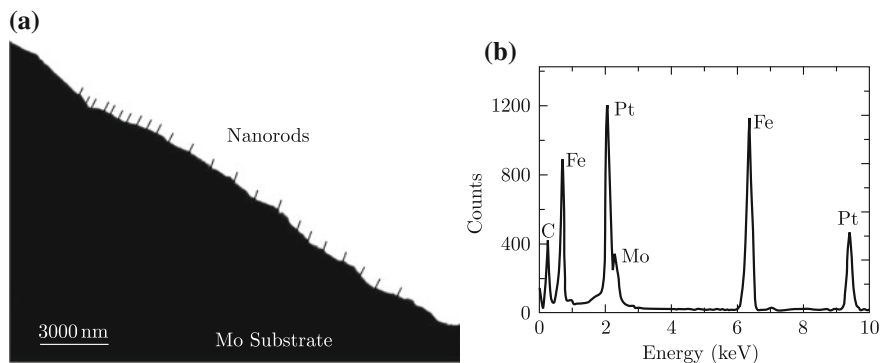 (a)
Nanorods
3000 nm
Mo Substrate
(b)
1200
800
400
0
Counts
C
Fe
Pt
Mo
Fe
Pt
0 2 4 6 8 10
Energy (keV)